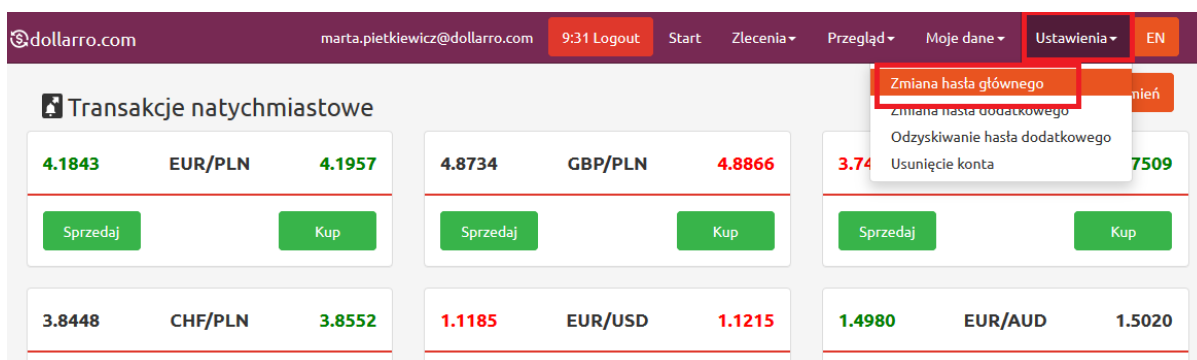 dollarro.com marta.pietkiewicz@dollarro.com 9:31 Logout Start Zlecenia Przegląd Moje dane Ustawienia EN
Zmiana hasła głównego
Zmiana hasła dodatkowego
Odzyskiwanie hasła dodatkowego
Usunięcie konta
Transakcje natychmiastowe
4.1843 EUR/PLN 4.1957
4.8734 GBP/PLN 4.8866
Sprzedaj Kup
Sprzedaj Kup
Sprzedaj Kup
3.8448 CHF/PLN 3.8552
1.1185 EUR/USD 1.1215
1.4980 EUR/AUD 1.5020